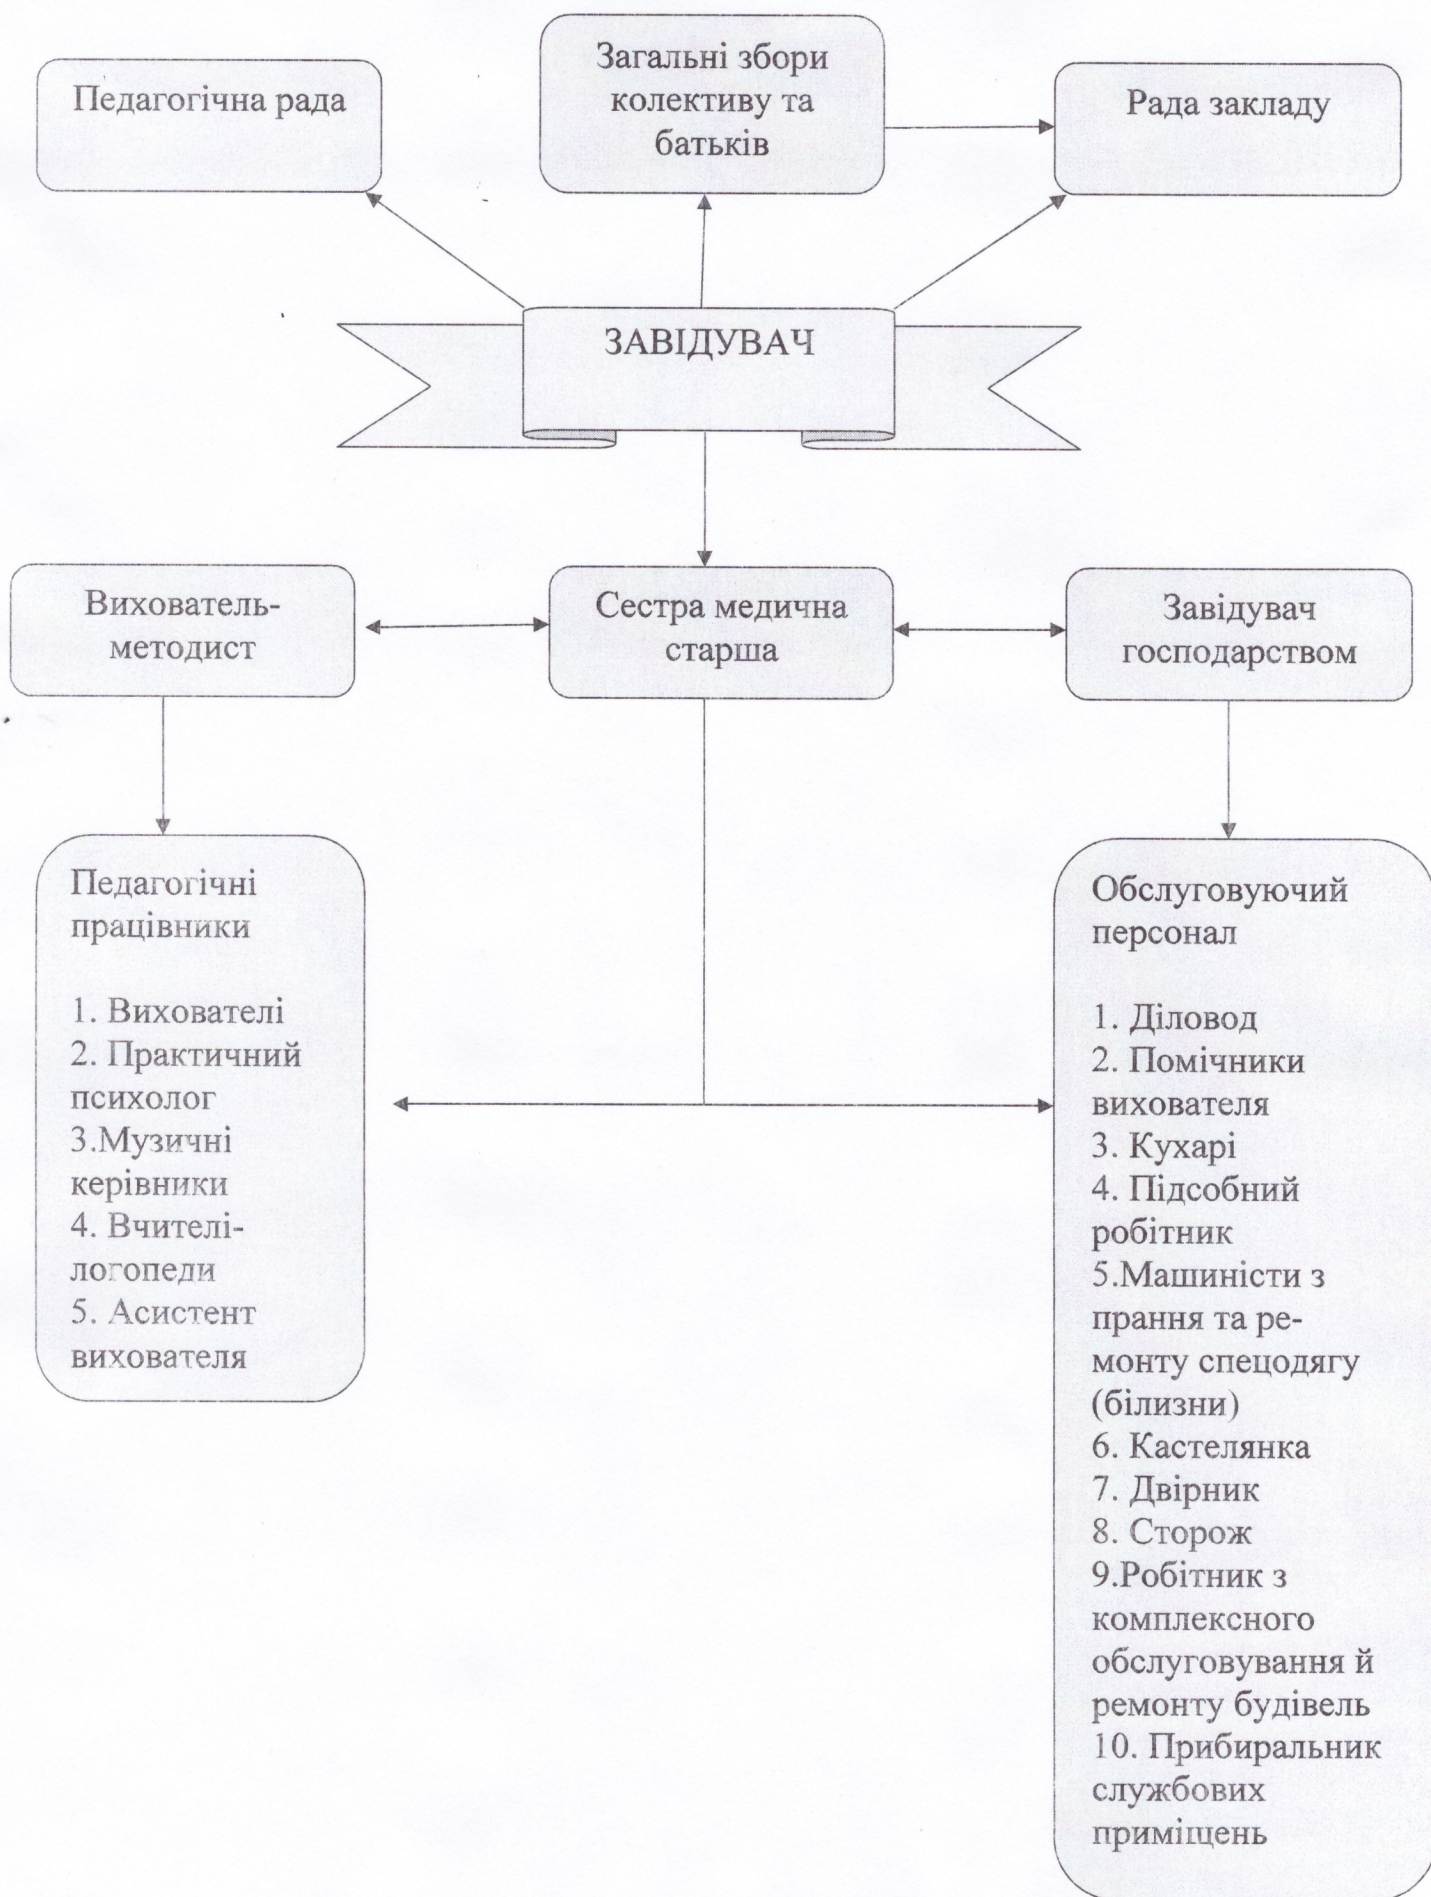 Педагогічна рада
Загальні збори
колективу та
батьків
Рада закладу
ЗАВІДУВАЧ
Вихователь-
методист
Сестра медична
старша
Завідувач
господарством
Педагогічні
працівники
1. Вихователі
2. Практичний
психолог
3.Музичні
керівники
4. Вчителі-
логопеди
5. Асистент
вихователя
Обслуговуючий
персонал
1. Діловод
2. Помічники
вихователя
3. Кухарі
4. Підсобний
робітник
5.Машиністи з
прання та ре-
монту спецодягу
(білизни)
6. Кастелянка
7. Двірник
8. Сторож
9.Робітник з
комплексного
обслуговування й
ремонту будівель
10. Прибиральник
службових
приміщень